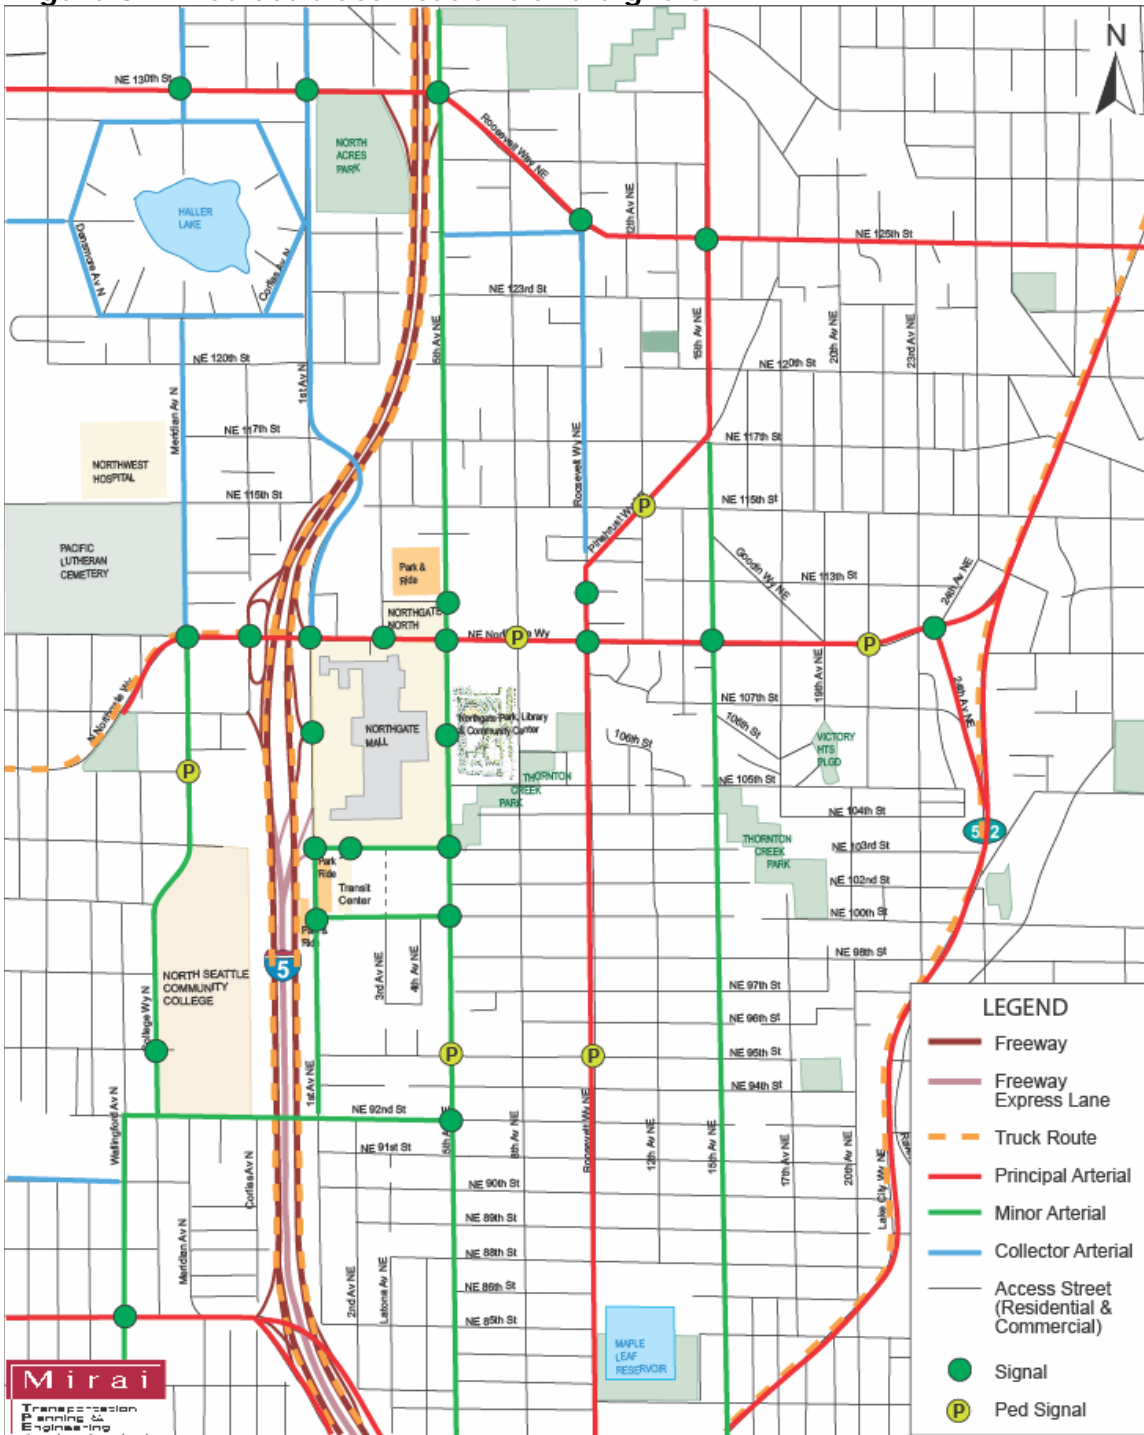 N
NE 130th St
NORTH
ACRES
PARK
Roosevelt Way NE
12th Av NE
HALLER
LAKE
Densmore Av N
Corliss Av N
NE 125th St
NE 123rd St
5th Av NE
15th Av NE
20th Av NE
23rd Av NE
NE 120th St
NE 120th St
1st Av N
Meridian Av N
NE 117th St
NE 117th St
NORTHWEST
HOSPITAL
Roosevelt Wy NE
NE 115th St
NE 115th St
P
Pinehurst Wy NE
PACIFIC
LUTHERAN
CEMETERY
Park &
Ride
Goodin Wy NE
NE 113th St
24th Av NE
NORTHGATE
NORTH
P
P
N Northgate Wy
19th Av NE
NE 107th St
24th Av NE
NORTHGATE
MALL
Northgate Park, Library
& Community Center
106th St
106th St
VICTORY
HTS
PLGD
P
THORNTON
CREEK
PARK
NE 105th St
NE 104th St
THORNTON
CREEK
PARK
NE 103rd St
Park
Ride
Transit
Center
NE 102nd St
NE 100th St
NE 98th St
5
NORTH SEATTLE
COMMUNITY
COLLEGE
3rd Av NE
4th Av NE
NE 97th St
College Wy N
NE 96th St
P
P
NE 95th St
NE 94th St
1st Av NE
NE 92nd St
Wallingford Av N
8th Av NE
Roosevelt Wy NE
12th Av NE
15th Av NE
17th Av NE
20th Av NE
Lake City Wy NE
NE 91st St
Corliss Av N
NE 90th St
NE 89th St
Meridian Av N
NE 88th St
2nd Av NE
Latona Av NE
NE 86th St
NE 85th St
MAPLE
LEAF
RESERVOIR
LEGEND
Freeway
Freeway
Express Lane
Truck Route
Principal Arterial
Minor Arterial
Collector Arterial
Access Street
(Residential &
Commercial)
Signal
P
Ped Signal
Mirai
Transportation
Planning &
Engineering